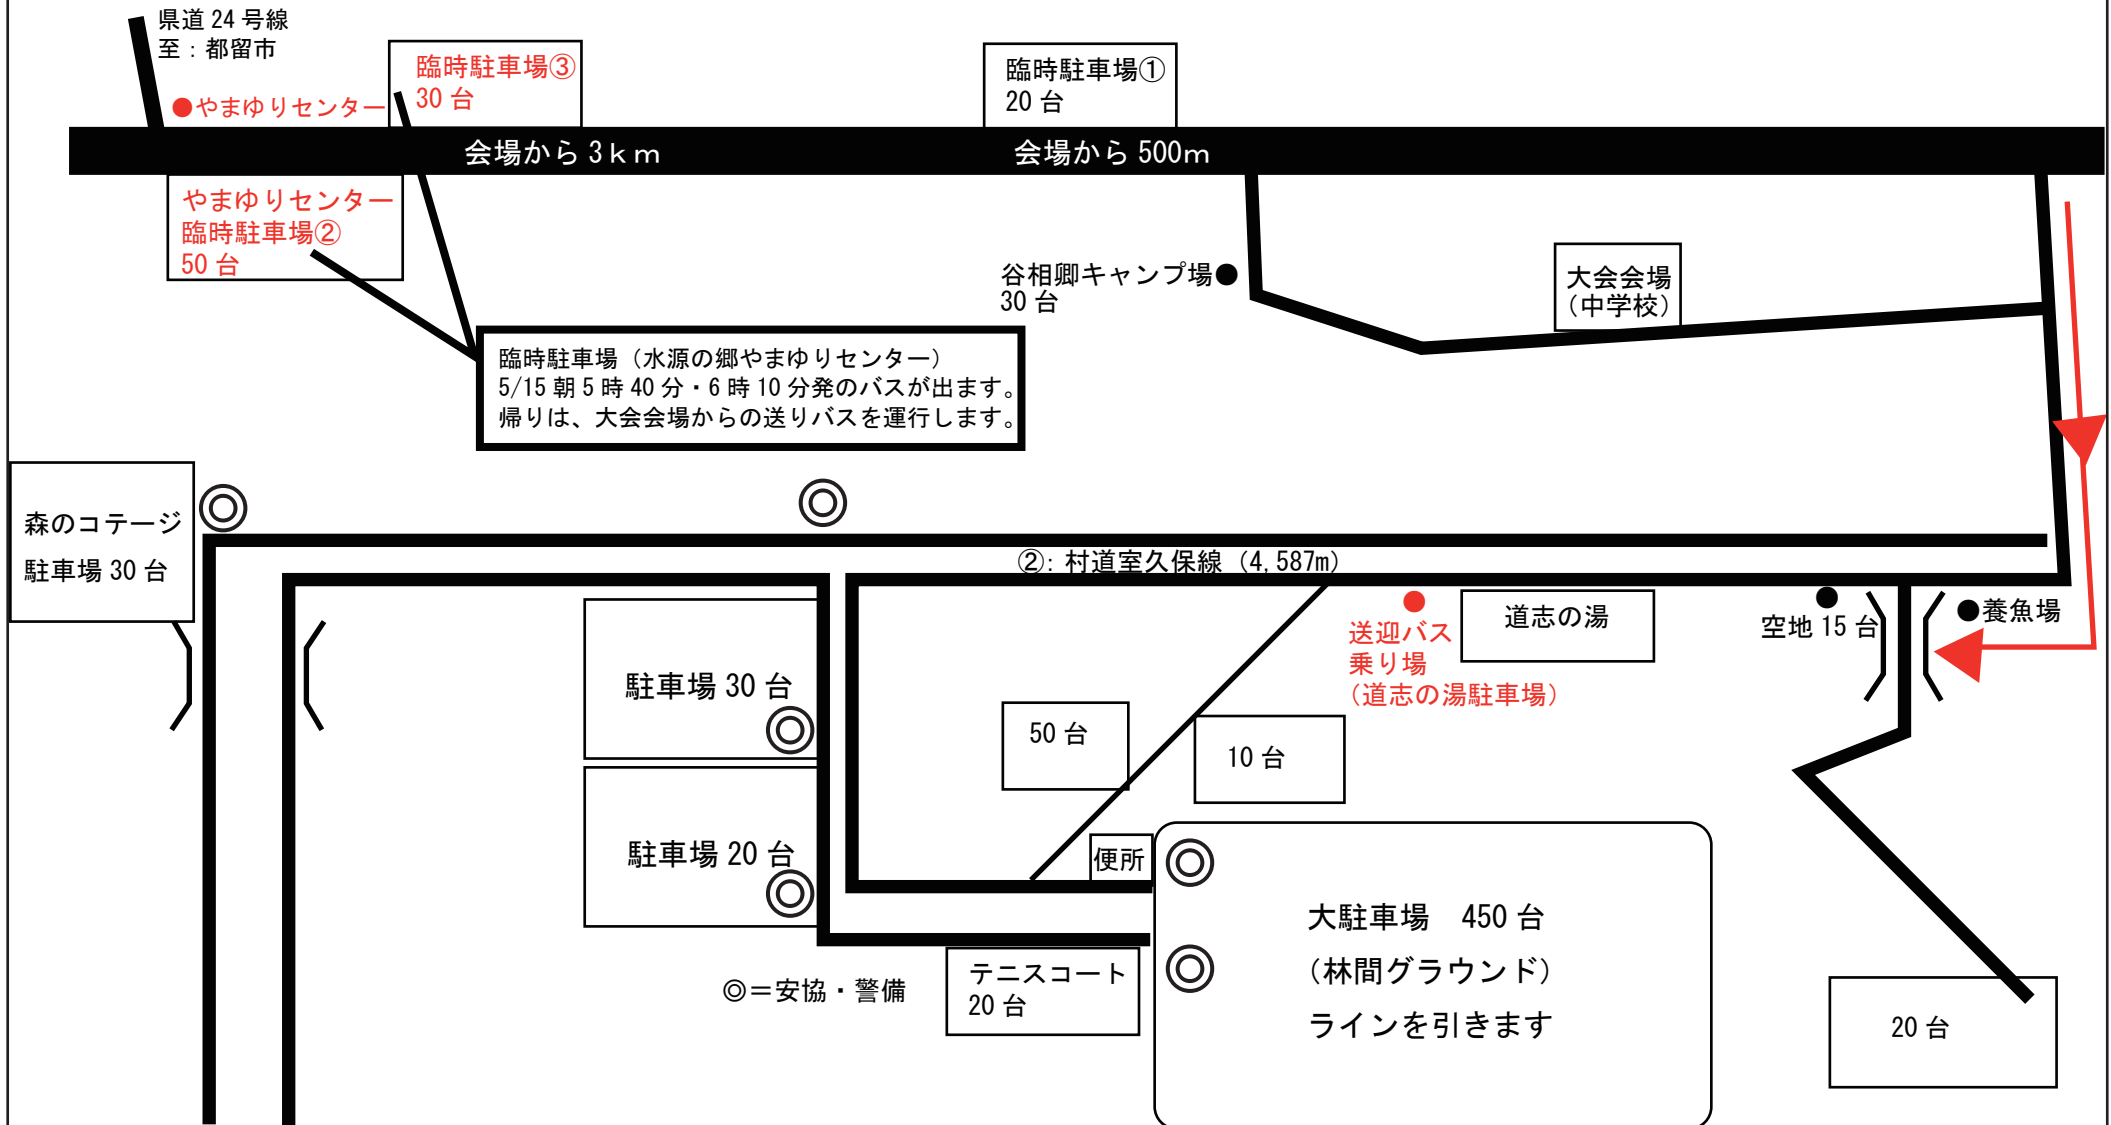 県道 24 号線
至：都留市
●やまゆりセンター
臨時駐車場③
30 台
臨時駐車場①
20 台
会場から 3ｋｍ
会場から 500ｍ
やまゆりセンター
臨時駐車場②
50 台
谷相郷キャンプ場●
30 台
大会会場
（中学校）
臨時駐車場（水源の郷やまゆりセンター）
5/15 朝 5 時 40 分・6 時 10 分発のバスが出ます。
帰りは、大会会場からの送りバスを運行します。
森のコテージ
駐車場 30 台
②：村道室久保線（4,587m）
送迎バス
乗り場
（道志の湯駐車場）
道志の湯
空地 15 台
●養魚場
駐車場 30 台
50 台
10 台
駐車場 20 台
便所
大駐車場　450 台
（林間グラウンド）
ラインを引きます
◎＝安協・警備
テニスコート
20 台
20 台